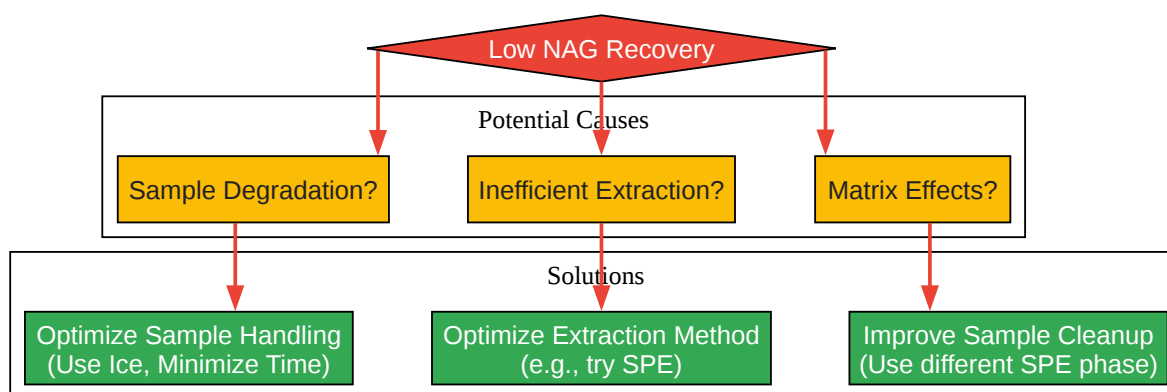 Low NAG Recovery
Potential Causes
Sample Degradation?
Inefficient Extraction?
Matrix Effects?
Solutions
Optimize Sample Handling
(Use Ice, Minimize Time)
Optimize Extraction Method
(e.g., try SPE)
Improve Sample Cleanup
(Use different SPE phase)